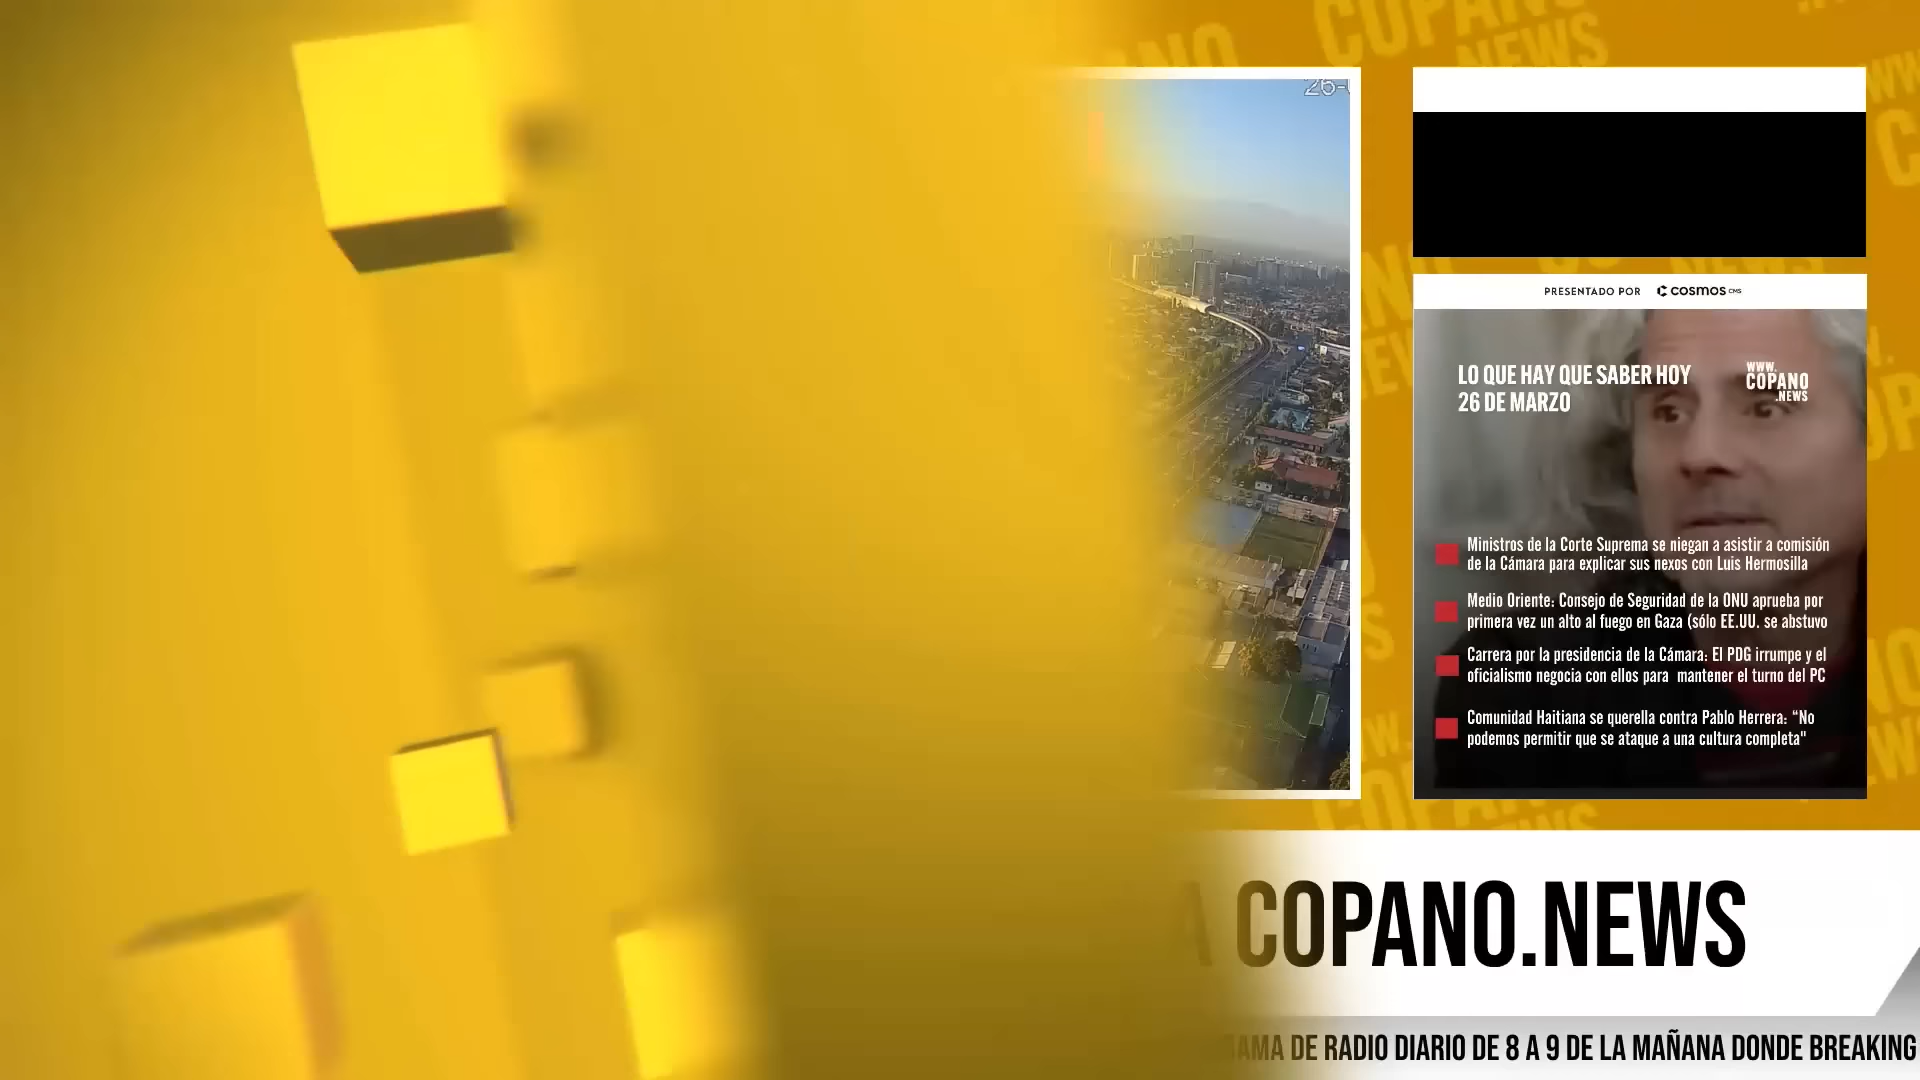 COPANO
NEWS
26-
PRESENTADO POR COSMOS CMS
LO QUE HAY QUE SABER HOY
26 DE MARZO
WWW.
COPANO
.NEWS
Ministros de la Corte Suprema se niegan a asistir a comisión
de la Cámara para explicar sus nexos con Luis Hermosilla
Medio Oriente: Consejo de Seguridad de la ONU aprueba por
primera vez un alto al fuego en Gaza (sólo EE.UU. se abstuvo
Carrera por la presidencia de la Cámara: El PDG irrumpe y el
oficialismo negocia con ellos para mantener el turno del PC
Comunidad Haitiana se querella contra Pablo Herrera: “No
podemos permitir que se ataque a una cultura completa"
A COPANO.NEWS
AMA DE RADIO DIARIO DE 8 A 9 DE LA MAÑANA DONDE BREAKING